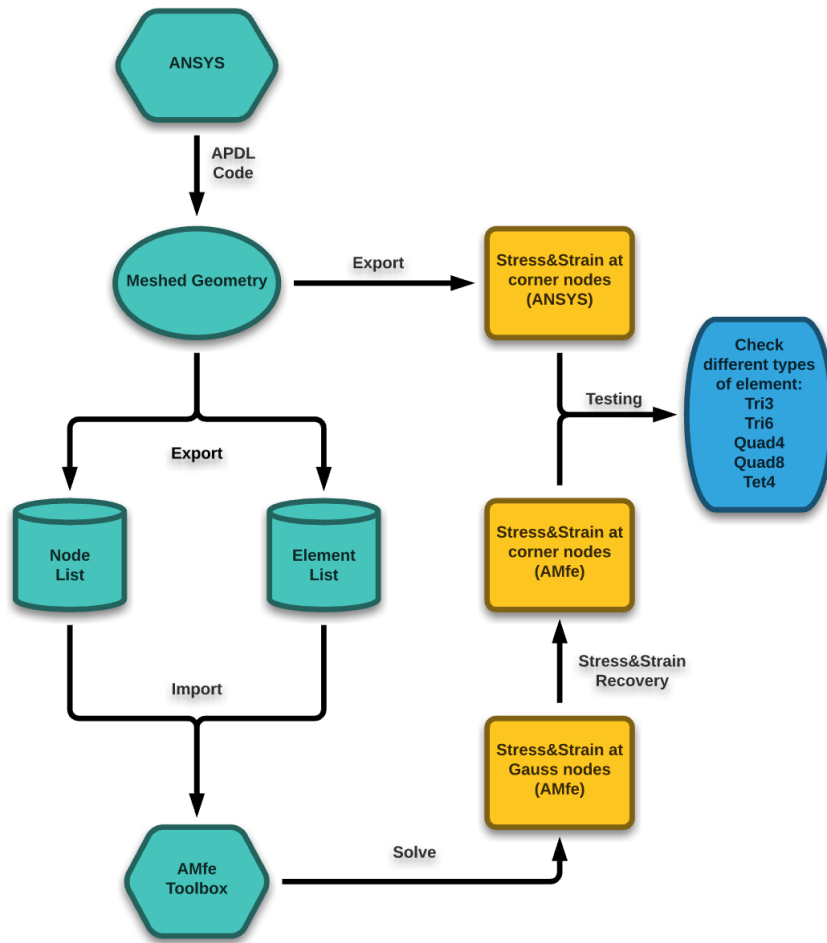 ANSYS
APDL
Code
Meshed Geometry
Export
Stress&Strain at
corner nodes
(ANSYS)
Check
different types
of element:
Tri3
Tri6
Quad4
Quad8
Tet4
Testing
Export
Node
List
Element
List
Stress&Strain at
corner nodes
(AMfe)
Stress&Strain
Recovery
Import
Stress&Strain at
Gauss nodes
(AMfe)
Solve
AMfe
Toolbox